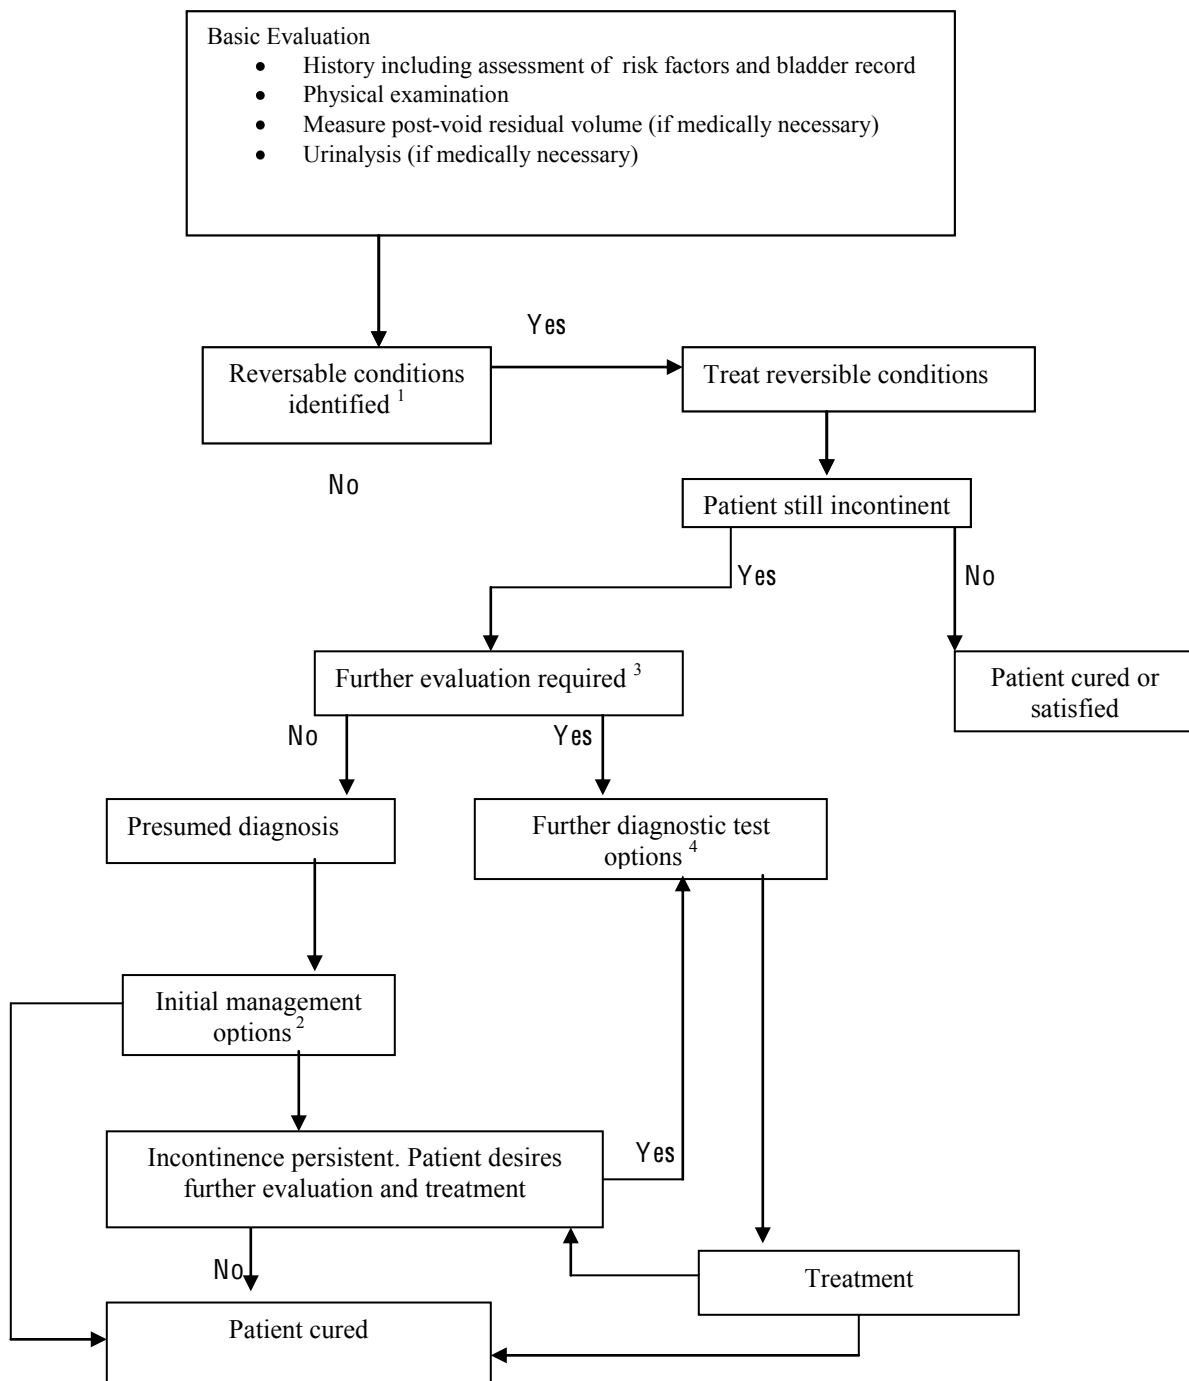 Basic Evaluation
• History including assessment of risk factors and bladder record
• Physical examination
• Measure post-void residual volume (if medically necessary)
• Urinalysis (if medically necessary)
Yes
Reversable conditions
identified 1
Treat reversible conditions
No
Patient still incontinent
Yes
No
Further evaluation required 3
Patient cured or
satisfied
No
Yes
Presumed diagnosis
Further diagnostic test
options 4
Initial management
options 2
Incontinence persistent. Patient desires
further evaluation and treatment
Yes
No
Treatment
Patient cured